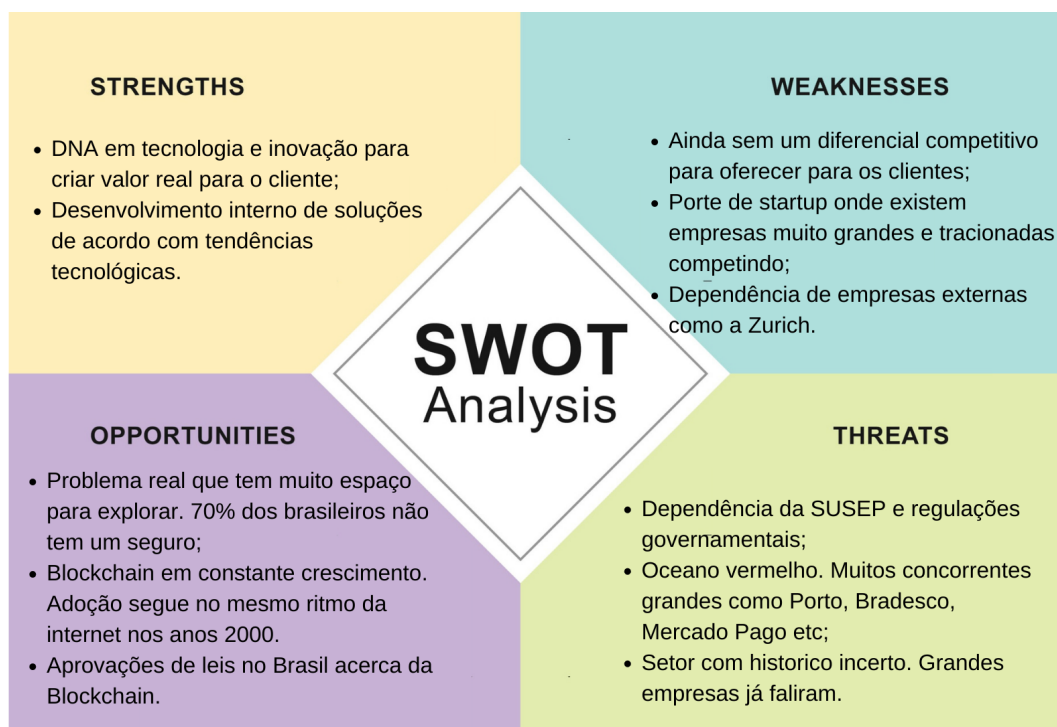 STRENGTHS
• DNA em tecnologia e inovação para
criar valor real para o cliente;
• Desenvolvimento interno de soluções
de acordo com tendências
tecnológicas.
WEAKNESSES
• Ainda sem um diferencial competitivo
para oferecer para os clientes;
• Porte de startup onde existem
empresas muito grandes e tracionadas
competindo;
• Dependência de empresas externas
como a Zurich.
SWOT
Analysis
OPPORTUNITIES
• Problema real que tem muito espaço
para explorar. 70% dos brasileiros não
tem um seguro;
• Blockchain em constante crescimento.
Adoção segue no mesmo ritmo da
internet nos anos 2000.
• Aprovações de leis no Brasil acerca da
Blockchain.
THREATS
• Dependência da SUSEP e regulações
governamentais;
• Oceano vermelho. Muitos concorrentes
grandes como Porto, Bradesco,
Mercado Pago etc;
• Setor com historico incerto. Grandes
empresas já faliram.